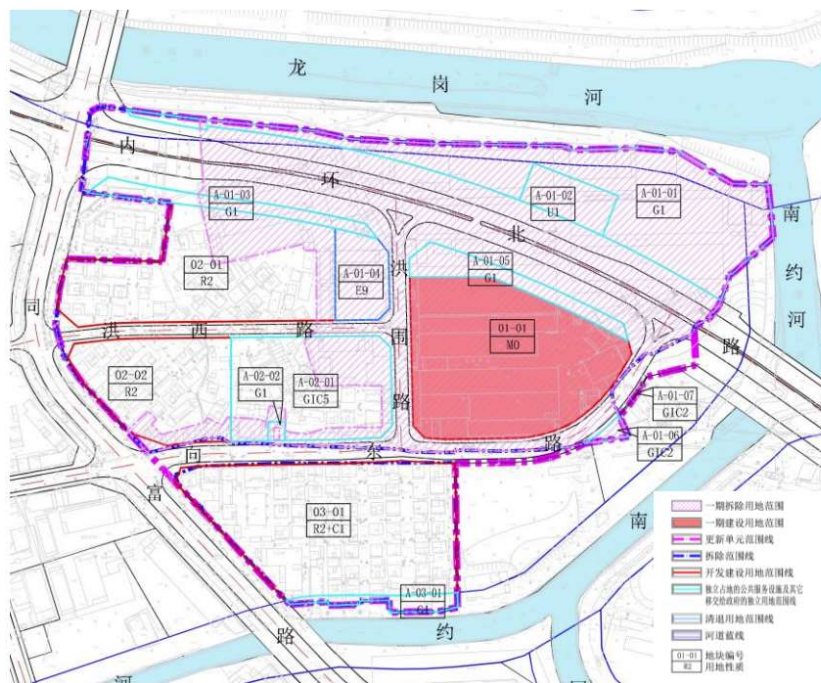 龙岗河
内环北路
A-01-03
G1
A-01-02
U1
A-01-01
G1
南约河
02-01
R2
A-01-04
E9
A-01-05
G1
洪围路
同
洪西路
01-01
M0
02-02
R2
A-02-02
G1
A-02-01
GIC5
A-01-07
GIC2
A-01-06
GIC2
同乐路
富
路
03-01
R2+C1
A-03-01
G1
南
约
河
一期拆除用地范围
一期建设用地范围
更新单元范围线
拆除范围线
开发建设用地范围线
独立占地的公共服务设施及其它
移交给政府的独立用地范围线
清退用地范围线
河道蓝线
01-01 地块编号
R2 用地性质